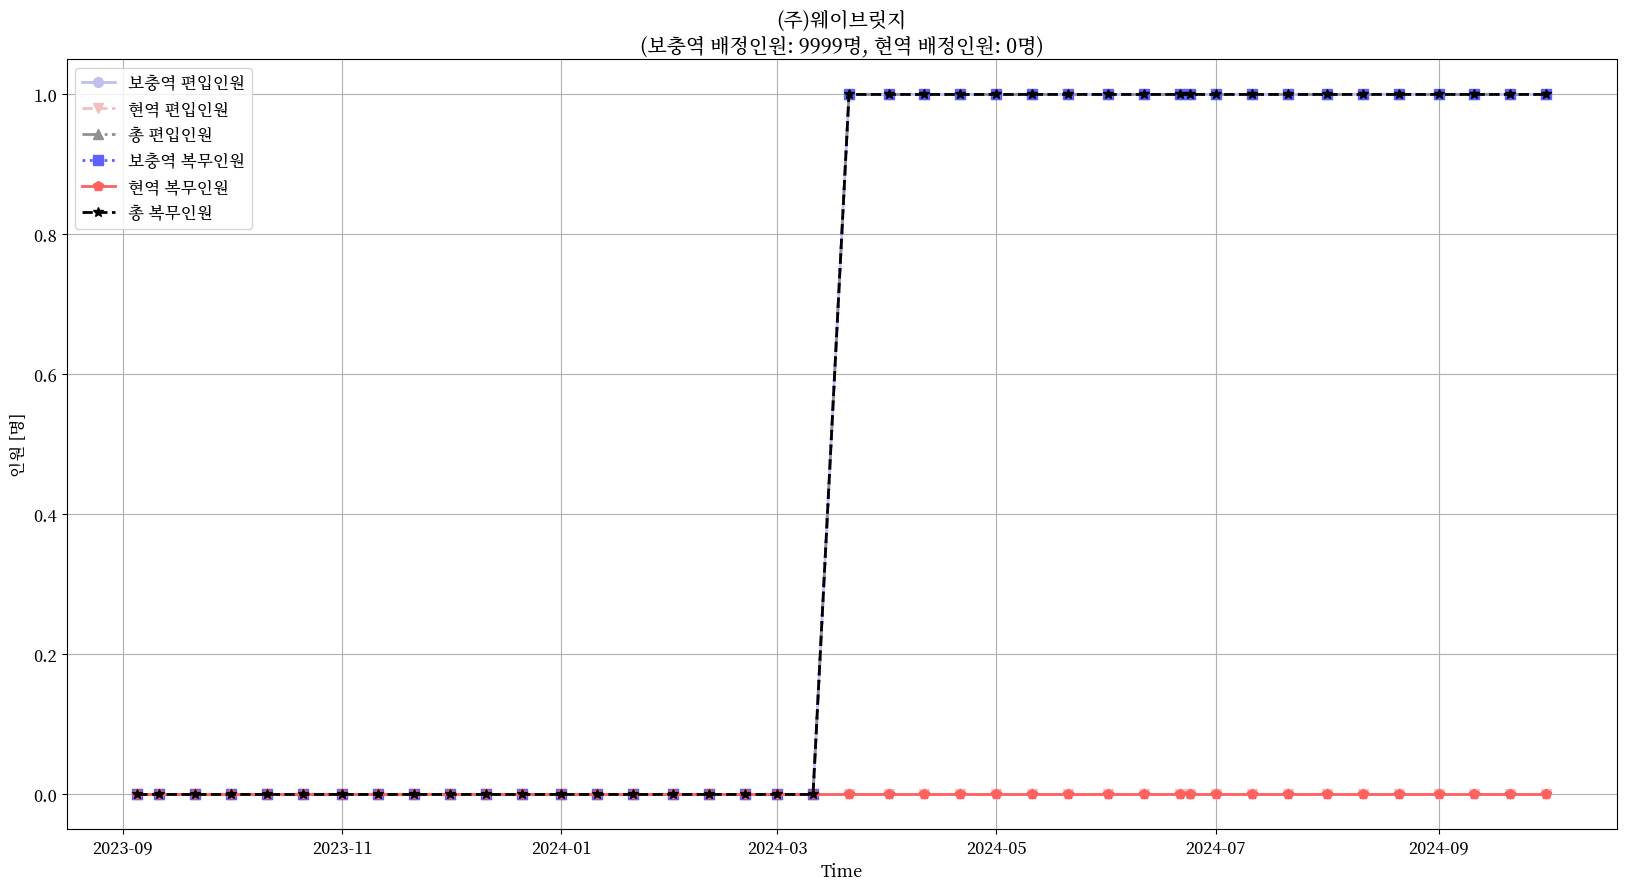 (주)웨이브릿지
(보충역 배정인원: 9999명, 현역 배정인원: 0명)
보충역 편입인원
현역 편입인원
총 편입인원
보충역 복무인원
현역 복무인원
총 복무인원
1.0
0.8
0.6
0.4
0.2
0.0
인원 [명]
2023-09
2023-11
2024-01
2024-03
2024-05
2024-07
2024-09
Time